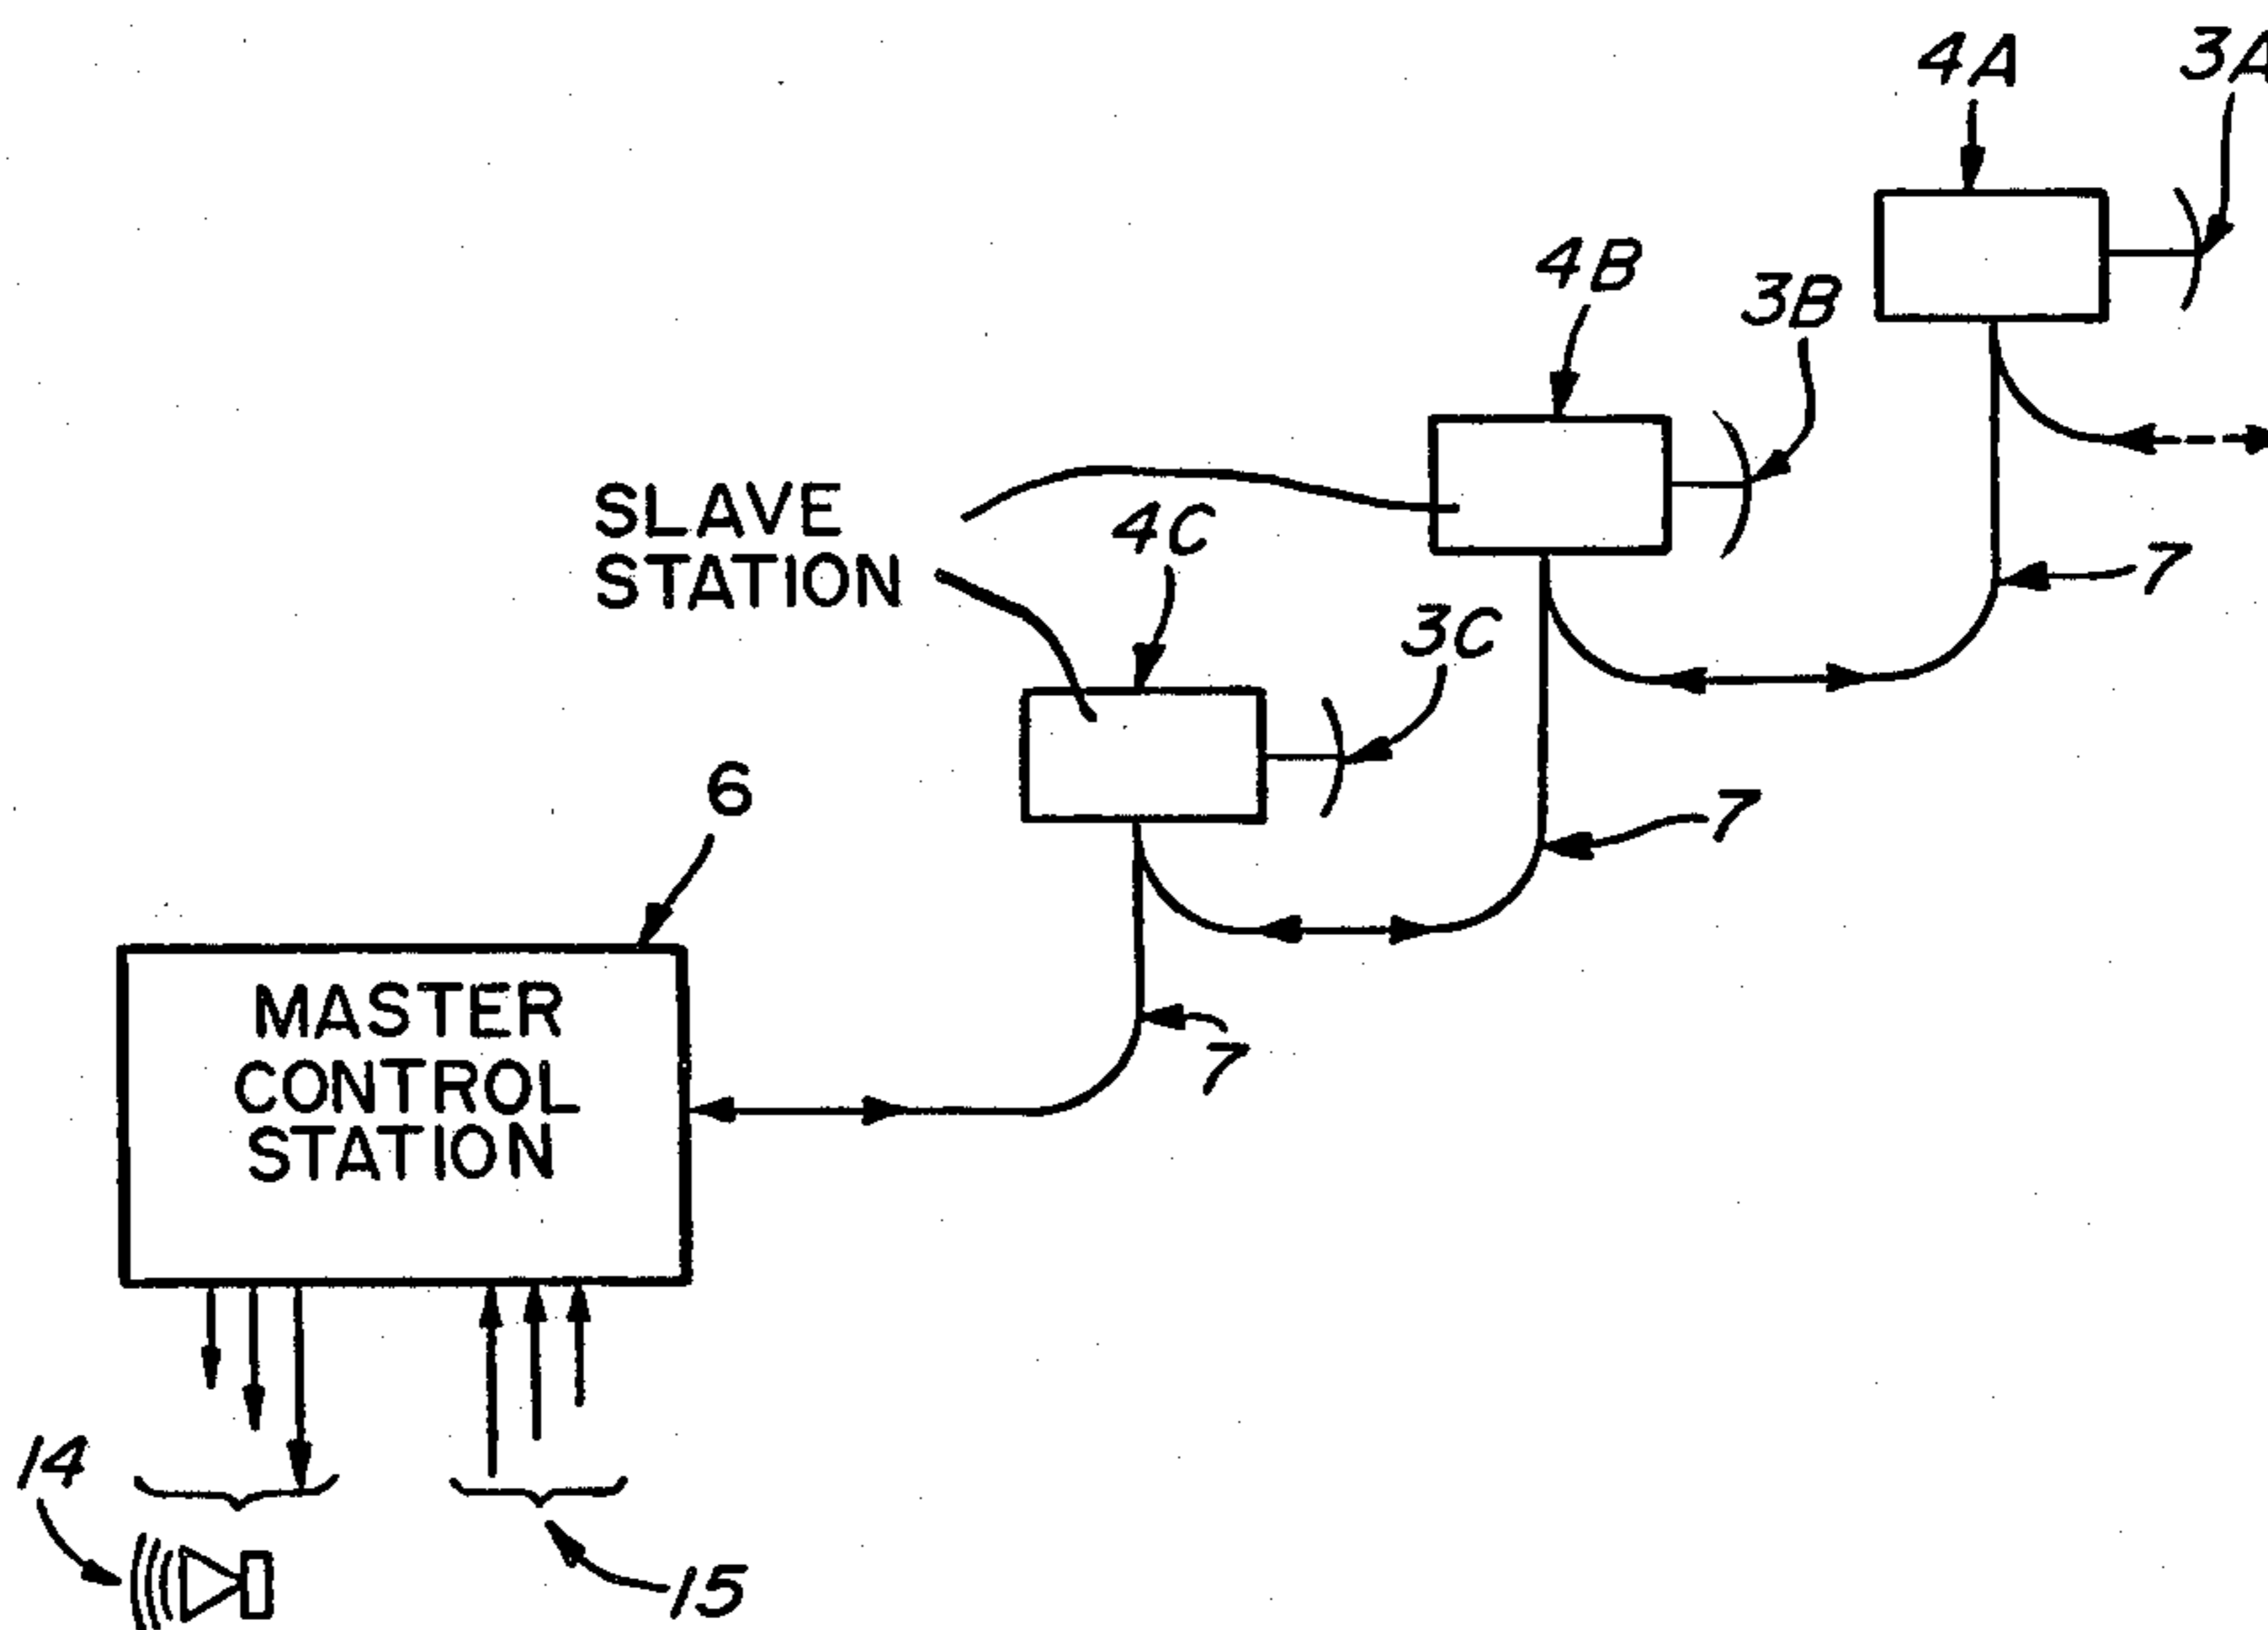 4A
3A
4B
3B
SLAVE
STATION
4C
7
3C
6
7
MASTER
CONTROL
STATION
7
14
15